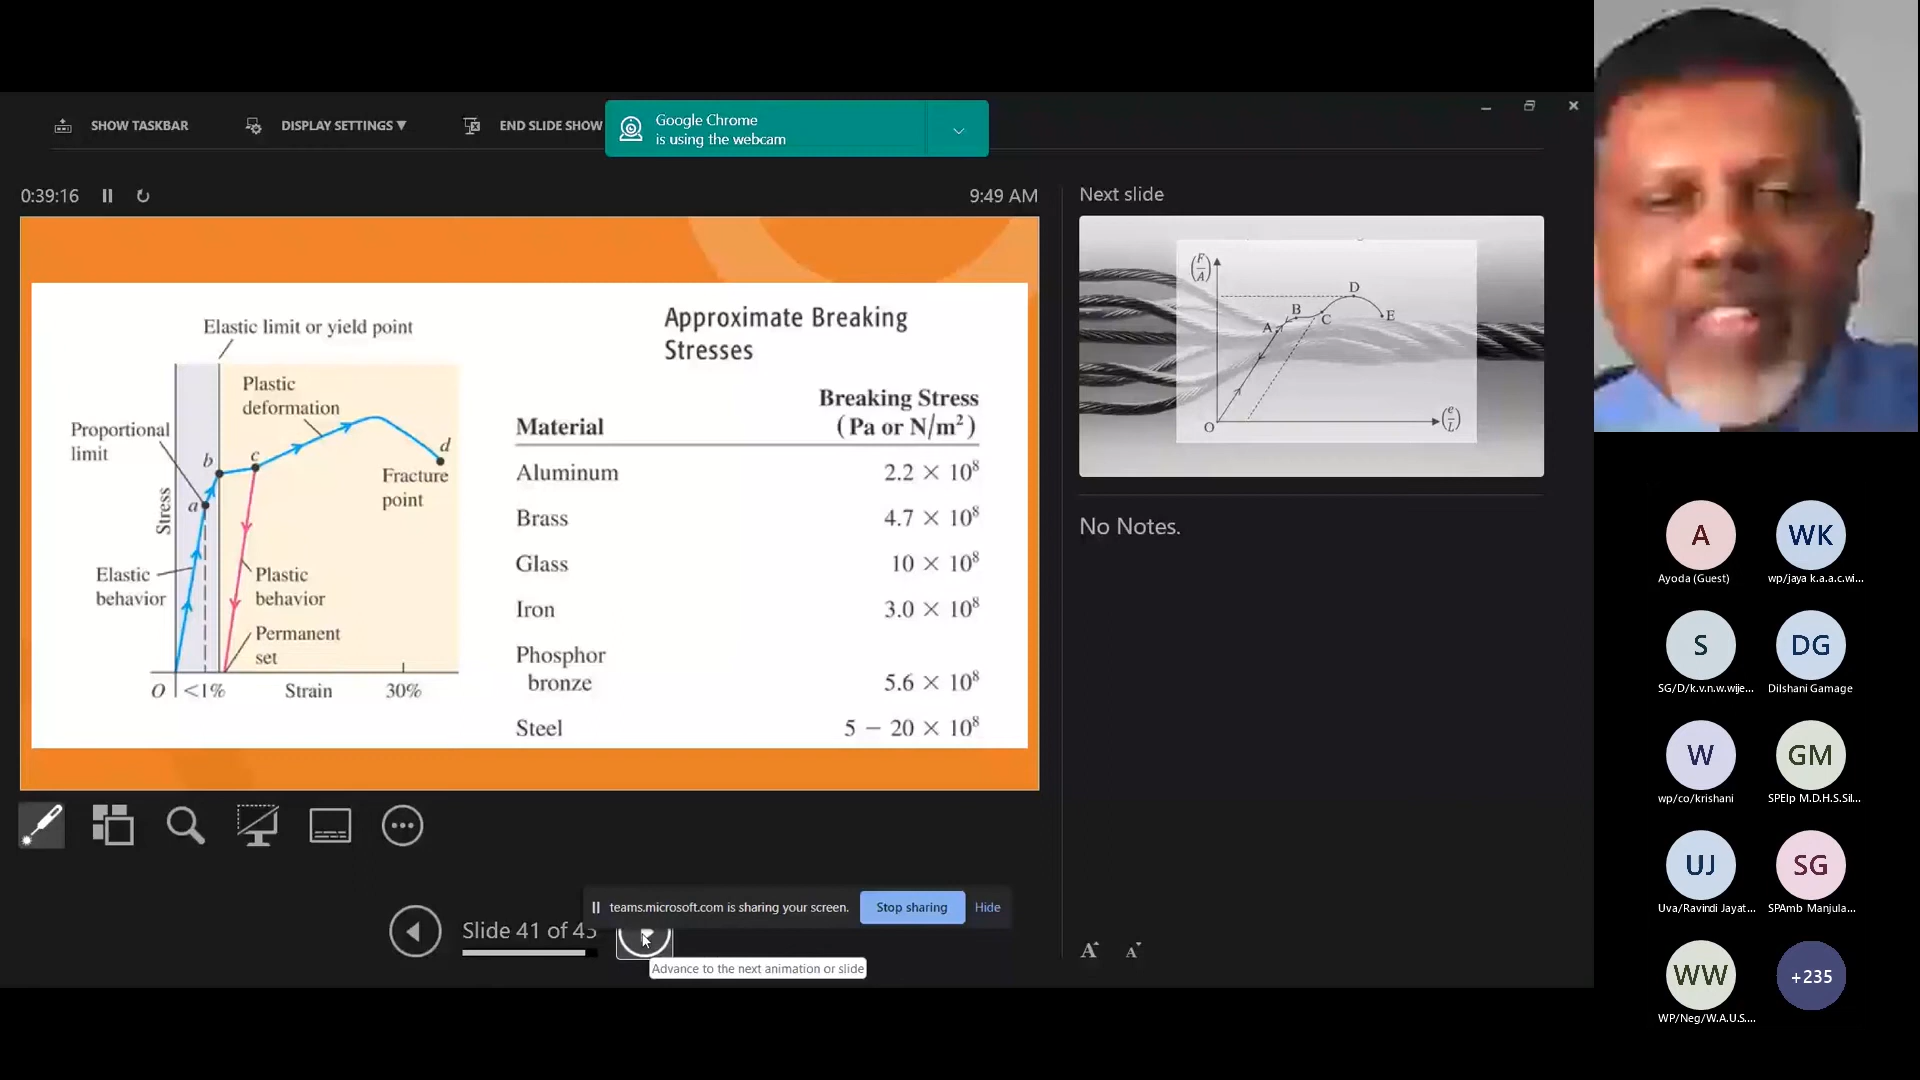 SHOW TASKBAR
DISPLAY SETTINGS ▼
END SLIDE SHOW
Google Chrome
is using the webcam
0:39:16
9:49 AM
Next slide
Elastic limit or yield point
Plastic
deformation
Proportional
limit
b
c
d
a
Fracture
point
Stress
Elastic
behavior
Plastic
behavior
Permanent
set
O
<1%
Strain
30%
Approximate Breaking
Stresses
Material
Breaking Stress
(Pa or N/m²)
Aluminum 2.2 × 10⁸
Brass 4.7 × 10⁸
Glass 10 × 10⁸
Iron 3.0 × 10⁸
Phosphor
bronze 5.6 × 10⁸
Steel 5 − 20 × 10⁸
(F/A)
D
B
C
E
A
O
(e/L)
No Notes.
teams.microsoft.com is sharing your screen.
Stop sharing
Hide
Slide 41 of 43
Advance to the next animation or slide
A
A
A
Ayoda (Guest)
WK
wp/jaya k.a.a.c.wi...
S
SG/D/k.v.n.w.wije...
DG
Dilshani Gamage
W
wp/co/krishani
GM
SPElp M.D.H.S.Sil...
UJ
Uva/Ravindi Jayat...
SG
SPAmb Manjula...
WW
WP/Neg/W.A.U.S....
+235